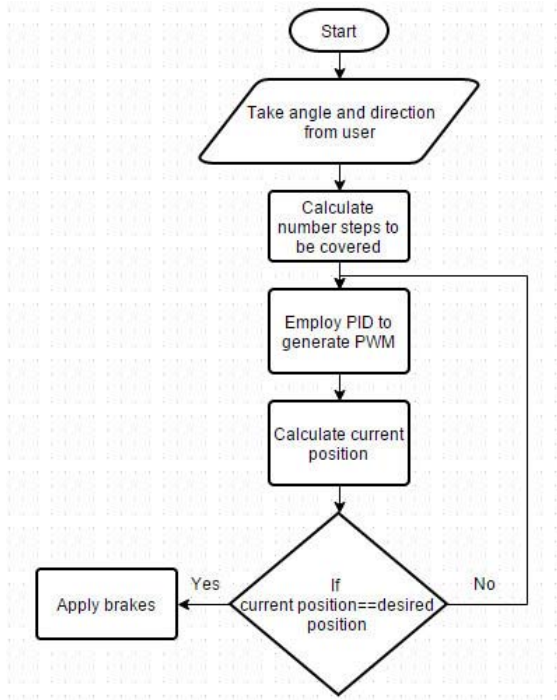 Start
Take angle and direction
from user
Calculate
number steps to
be covered
Employ PID to
generate PWM
Calculate current
position
If
current position==desired
position
Yes
No
Apply brakes